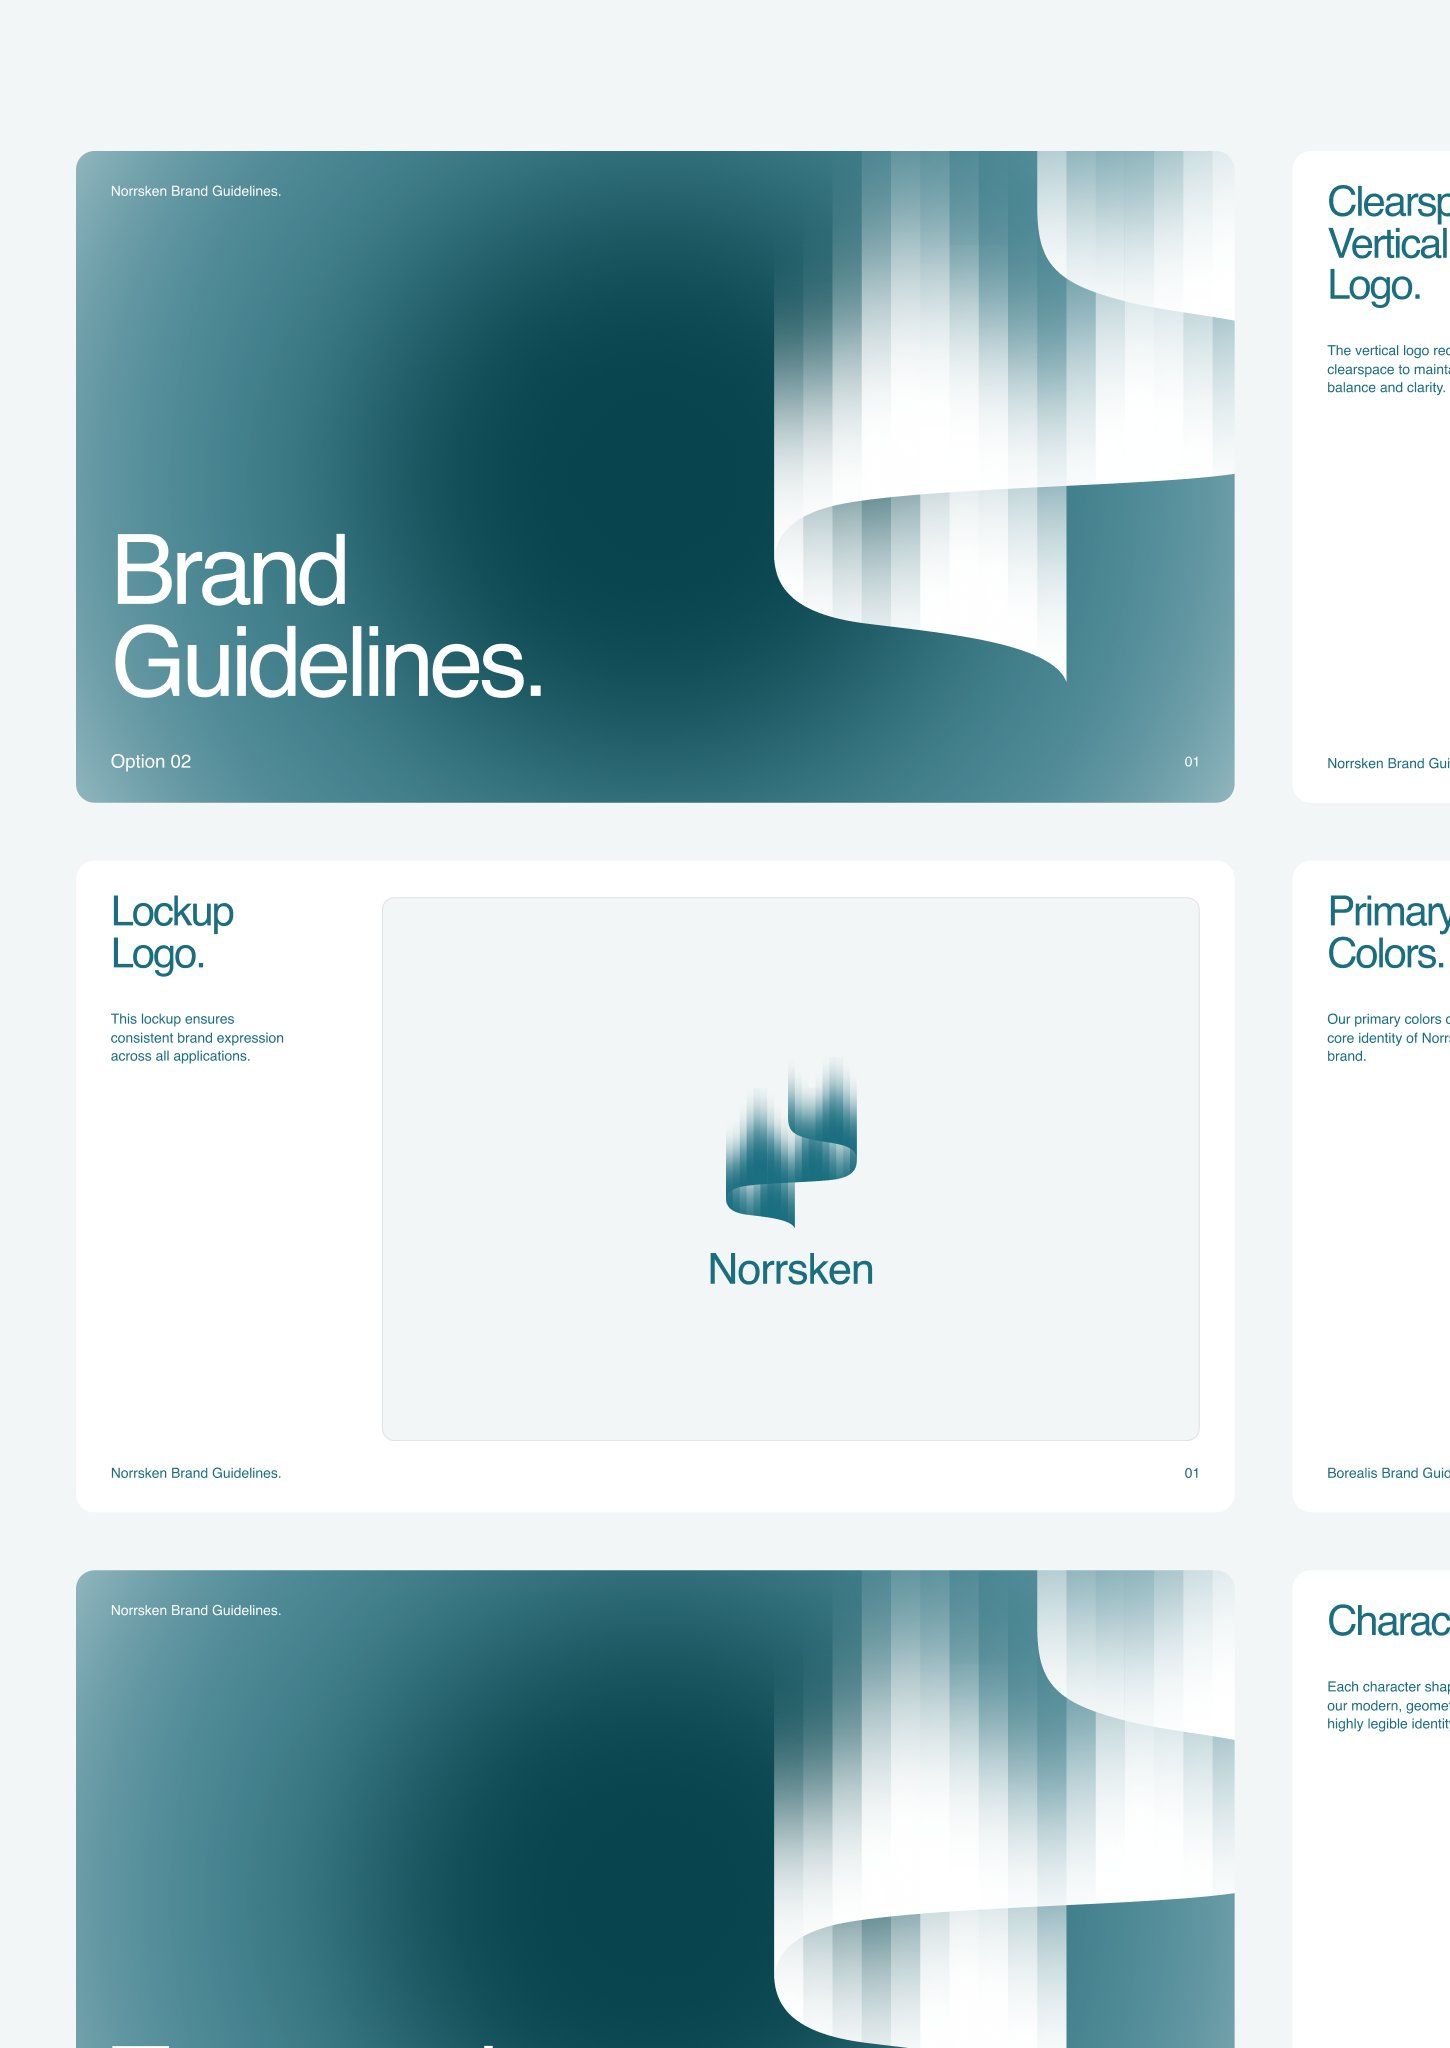 Norrsken Brand Guidelines.
Brand
Guidelines.
Option 02
01
Vertical
Logo.
The vertical logo
clearspace to
balance and clarity.
Norrsken Brand
Lockup
Logo.
This lockup ensures
consistent brand expression
across all applications.
Norrsken
Norrsken Brand Guidelines.
01
Primary
Colors.
Our primary colors
core identity of
brand.
Borealis Brand
Norrsken Brand Guidelines.
Each character
our modern,
highly legible